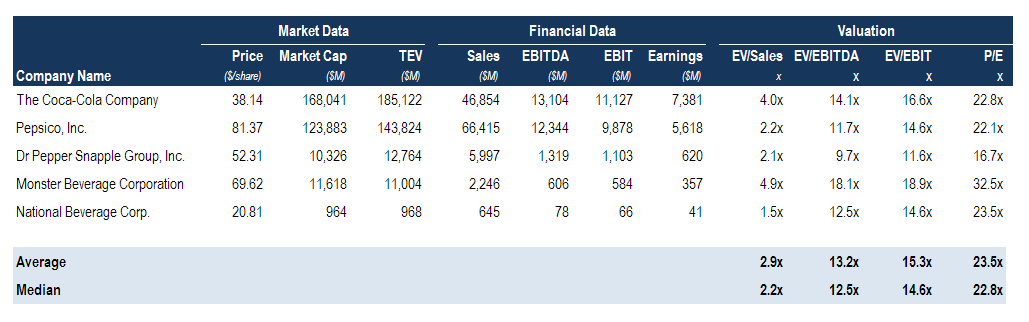 Market Data Financial Data Valuation
Price Market Cap TEV Sales EBITDA EBIT Earnings EV/Sales EV/EBITDA EV/EBIT P/E
Company Name ($/share) ($M) ($M) ($M) ($M) ($M) ($M) x x x x
The Coca-Cola Company 38.14 168,041 185,122 46,854 13,104 11,127 7,381 4.0x 14.1x 16.6x 22.8x
Pepsico, Inc. 81.37 123,883 143,824 66,415 12,344 9,878 5,618 2.2x 11.7x 14.6x 22.1x
Dr Pepper Snapple Group, Inc. 52.31 10,326 12,764 5,997 1,319 1,103 620 2.1x 9.7x 11.6x 16.7x
Monster Beverage Corporation 69.62 11,618 11,004 2,246 606 584 357 4.9x 18.1x 18.9x 32.5x
National Beverage Corp. 20.81 964 968 645 78 66 41 1.5x 12.5x 14.6x 23.5x
Average 2.9x 13.2x 15.3x 23.5x
Median 2.2x 12.5x 14.6x 22.8x